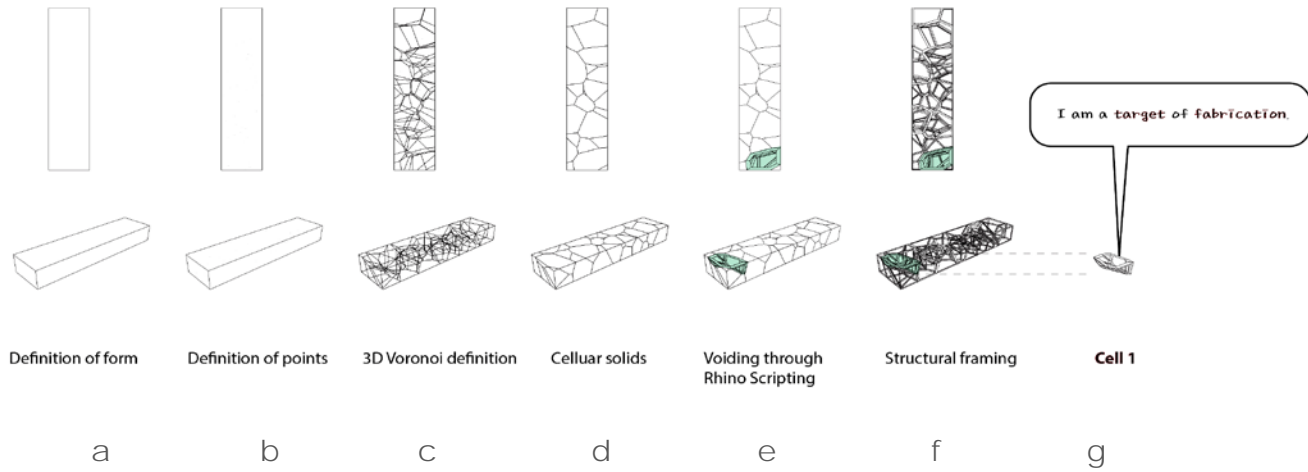 I am a target of fabrication.
Definition of form
Definition of points
3D Voronoi definition
Celluar solids
Voiding through
Rhino Scripting
Structural framing
Cell 1
a
b
c
d
e
f
g